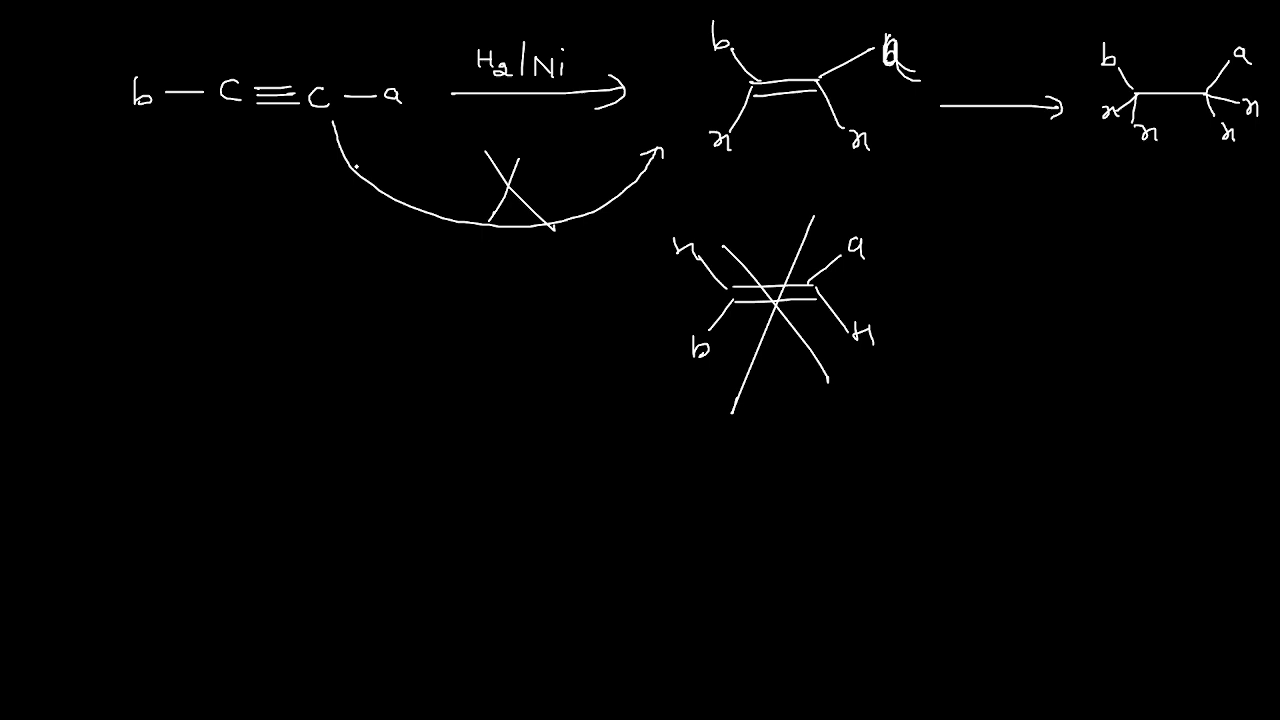 b — C ≡ C — a
H2/Ni
b
H H
b a
H H H H
H a
b H